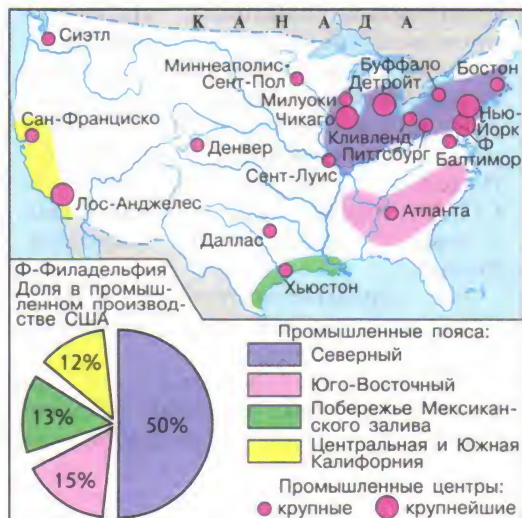 К А Н А Д А
Сиэтл
Миннеаполис-
Сент-Пол
Буффало
Детройт
Бостон
Милуоки
Чикаго
Нью-
Йорк
Ф
Сан-Франциско
Денвер
Кливленд
Питтсбург
Балтимор
Сент-Луис
Лос-Анджелес
Атланта
Даллас
Хьюстон
Ф-Филадельфия
Доля в промыш-
ленном производ-
стве США
12%
13%
15%
50%
Промышленные пояса:
Северный
Юго-Восточный
Побережье Мексикан-
ского залива
Центральная и Южная
Калифорния
Промышленные центры:
крупные
крупнейшие